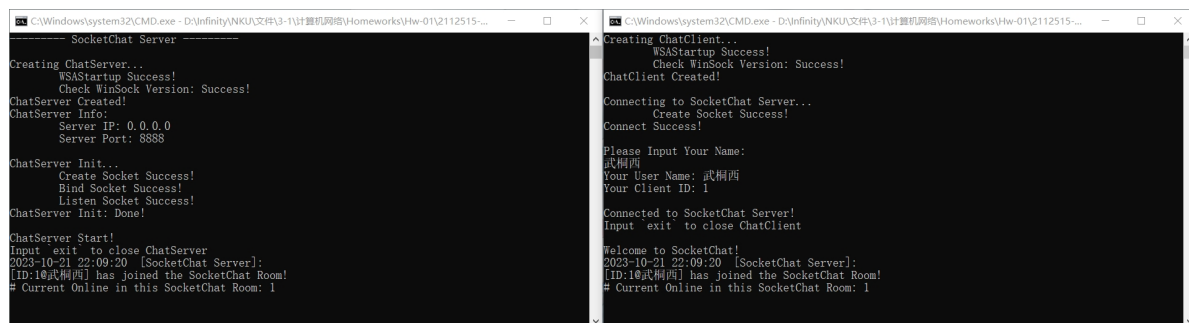 C:\Windows\system32\CMD.exe - D:\Infinity\NKU\文件\3-1\计算机网络\Homeworks\Hw-01\2112515-...
--------- SocketChat Server ---------
Creating ChatServer...
WSAStartup Success!
Check WinSock Version: Success!
ChatServer Created!
ChatServer Info:
Server IP: 0.0.0.0
Server Port: 8888
ChatServer Init...
Create Socket Success!
Bind Socket Success!
Listen Socket Success!
ChatServer Init: Done!
ChatServer Start!
Input `exit` to close ChatServer
2023-10-21 22:09:20  [SocketChat Server]:
[ID:1@武桐西] has joined the SocketChat Room!
# Current Online in this SocketChat Room: 1
C:\Windows\system32\CMD.exe - D:\Infinity\NKU\文件\3-1\计算机网络\Homeworks\Hw-01\2112515-...
Creating ChatClient...
WSAStartup Success!
Check WinSock Version: Success!
ChatClient Created!
Connecting to SocketChat Server...
Create Socket Success!
Connect Success!
Please Input Your Name:
武桐西
Your User Name: 武桐西
Your Client ID: 1
Connected to SocketChat Server!
Input `exit` to close ChatClient
Welcome to SocketChat!
2023-10-21 22:09:20  [SocketChat Server]:
[ID:1@武桐西] has joined the SocketChat Room!
# Current Online in this SocketChat Room: 1